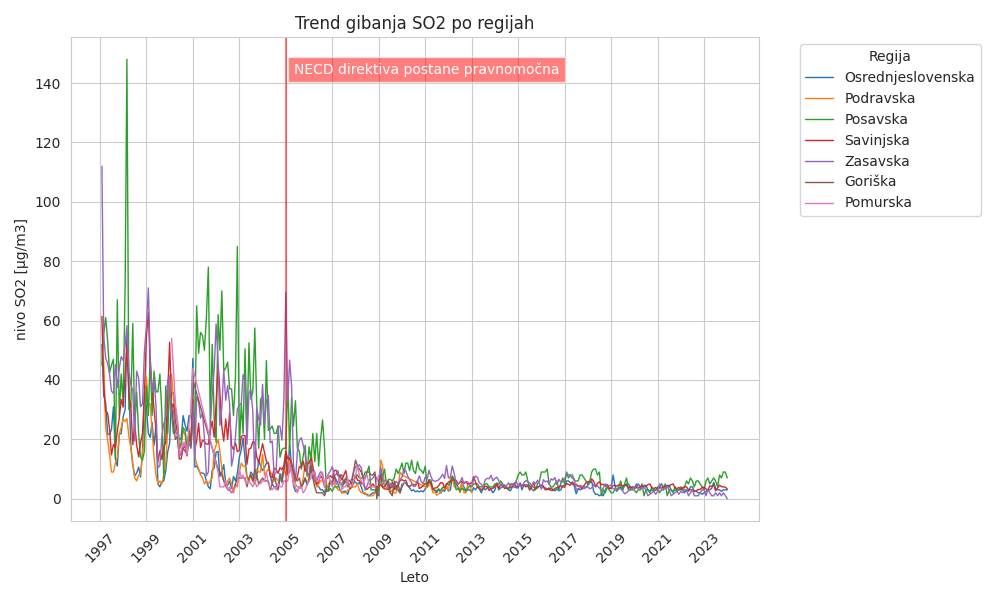 Trend gibanja SO2 po regijah
NECD direktiva postane pravnomočna
nivo SO2 [µg/m3]
140
120
100
80
60
40
20
0
1997
1999
2001
2003
2005
2007
2009
2011
2013
2015
2017
2019
2021
2023
Leto
Regija
Osrednjeslovenska
Podravska
Posavska
Savinjska
Zasavska
Goriška
Pomurska